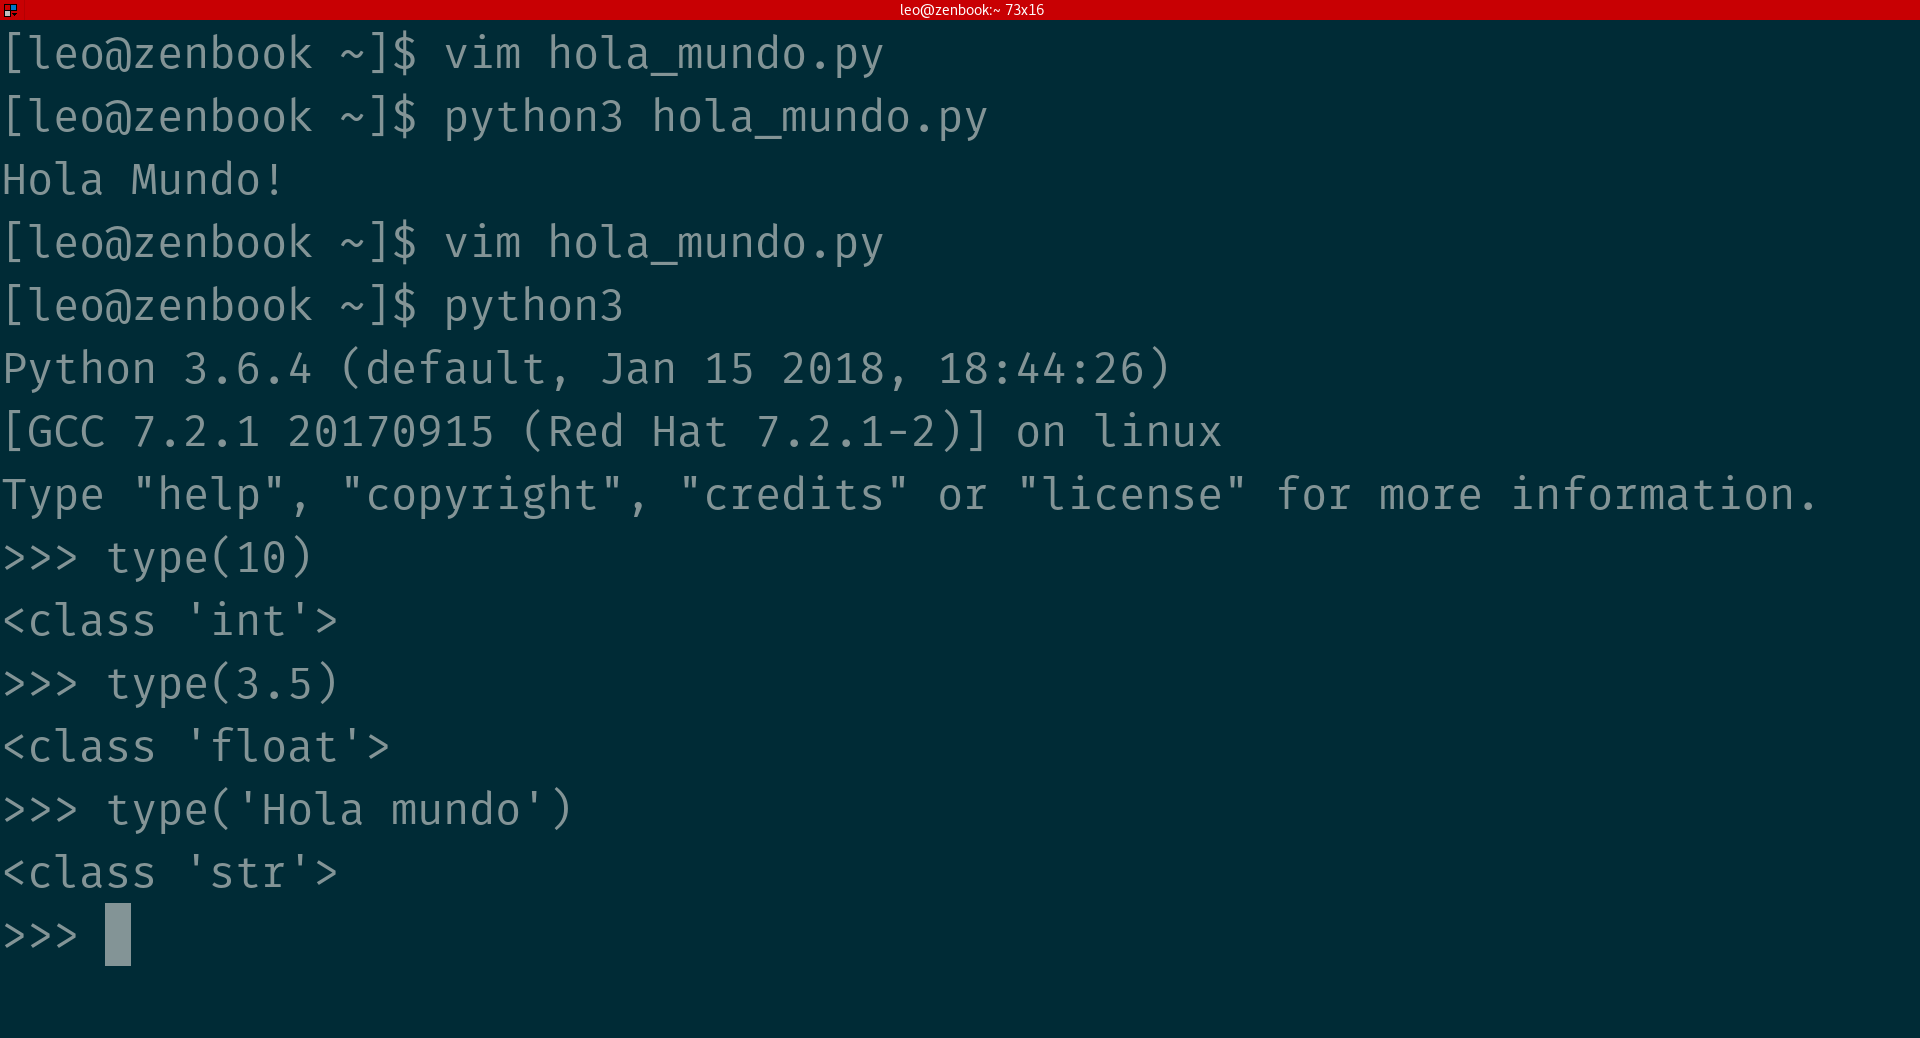 leo@zenbook:~ 73x16
[leo@zenbook ~]$ vim hola_mundo.py
[leo@zenbook ~]$ python3 hola_mundo.py
Hola Mundo!
[leo@zenbook ~]$ vim hola_mundo.py
[leo@zenbook ~]$ python3
Python 3.6.4 (default, Jan 15 2018, 18:44:26)
[GCC 7.2.1 20170915 (Red Hat 7.2.1-2)] on linux
Type "help", "copyright", "credits" or "license" for more information.
>>> type(10)
<class 'int'>
>>> type(3.5)
<class 'float'>
>>> type('Hola mundo')
<class 'str'>
>>>